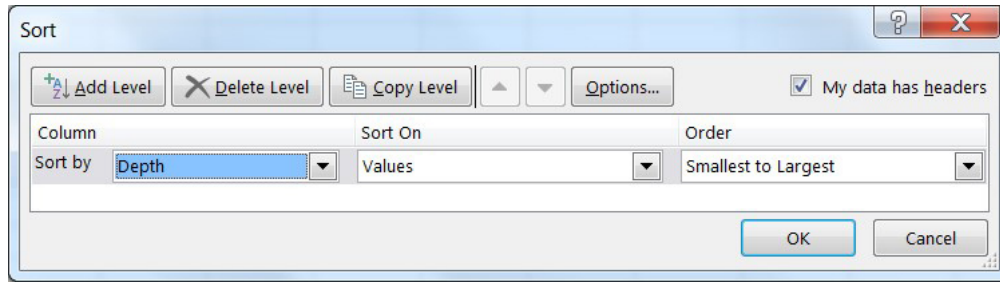 Sort
? X
+A Z↓ Add Level Delete Level Copy Level Options... My data has headers
Column Sort On Order
Sort by Depth Values Smallest to Largest
OK Cancel